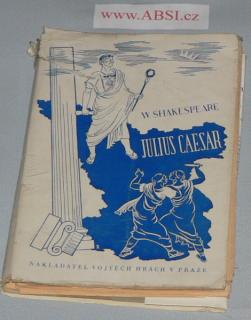 www.ABSI.cz
W. SHAKESPEARE
JULIUS CAESAR
NAKLADATEL VOJTĚCH HRACH V PRAZE